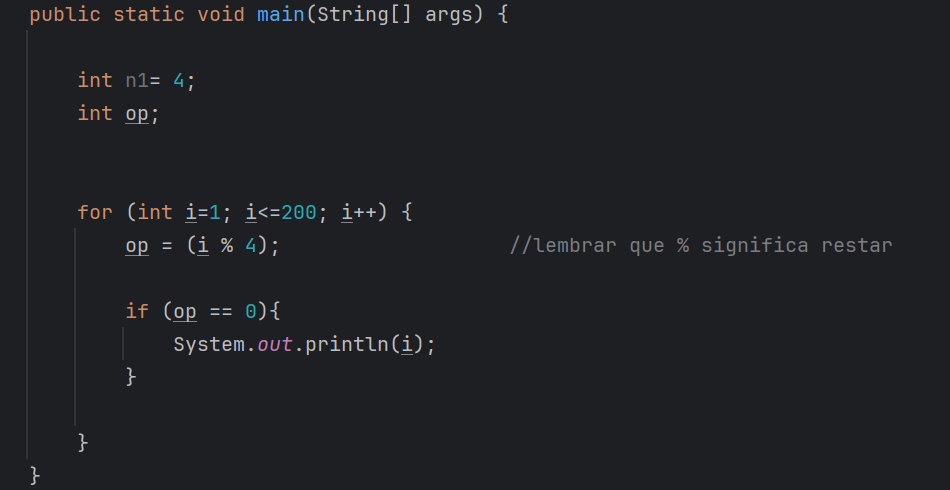 public static void main(String[] args) {
int n1= 4;
int op;
for (int i=1; i<=200; i++) {
op = (i % 4); //lembrar que % significa restar
if (op == 0){
System.out.println(i);
}
}
}